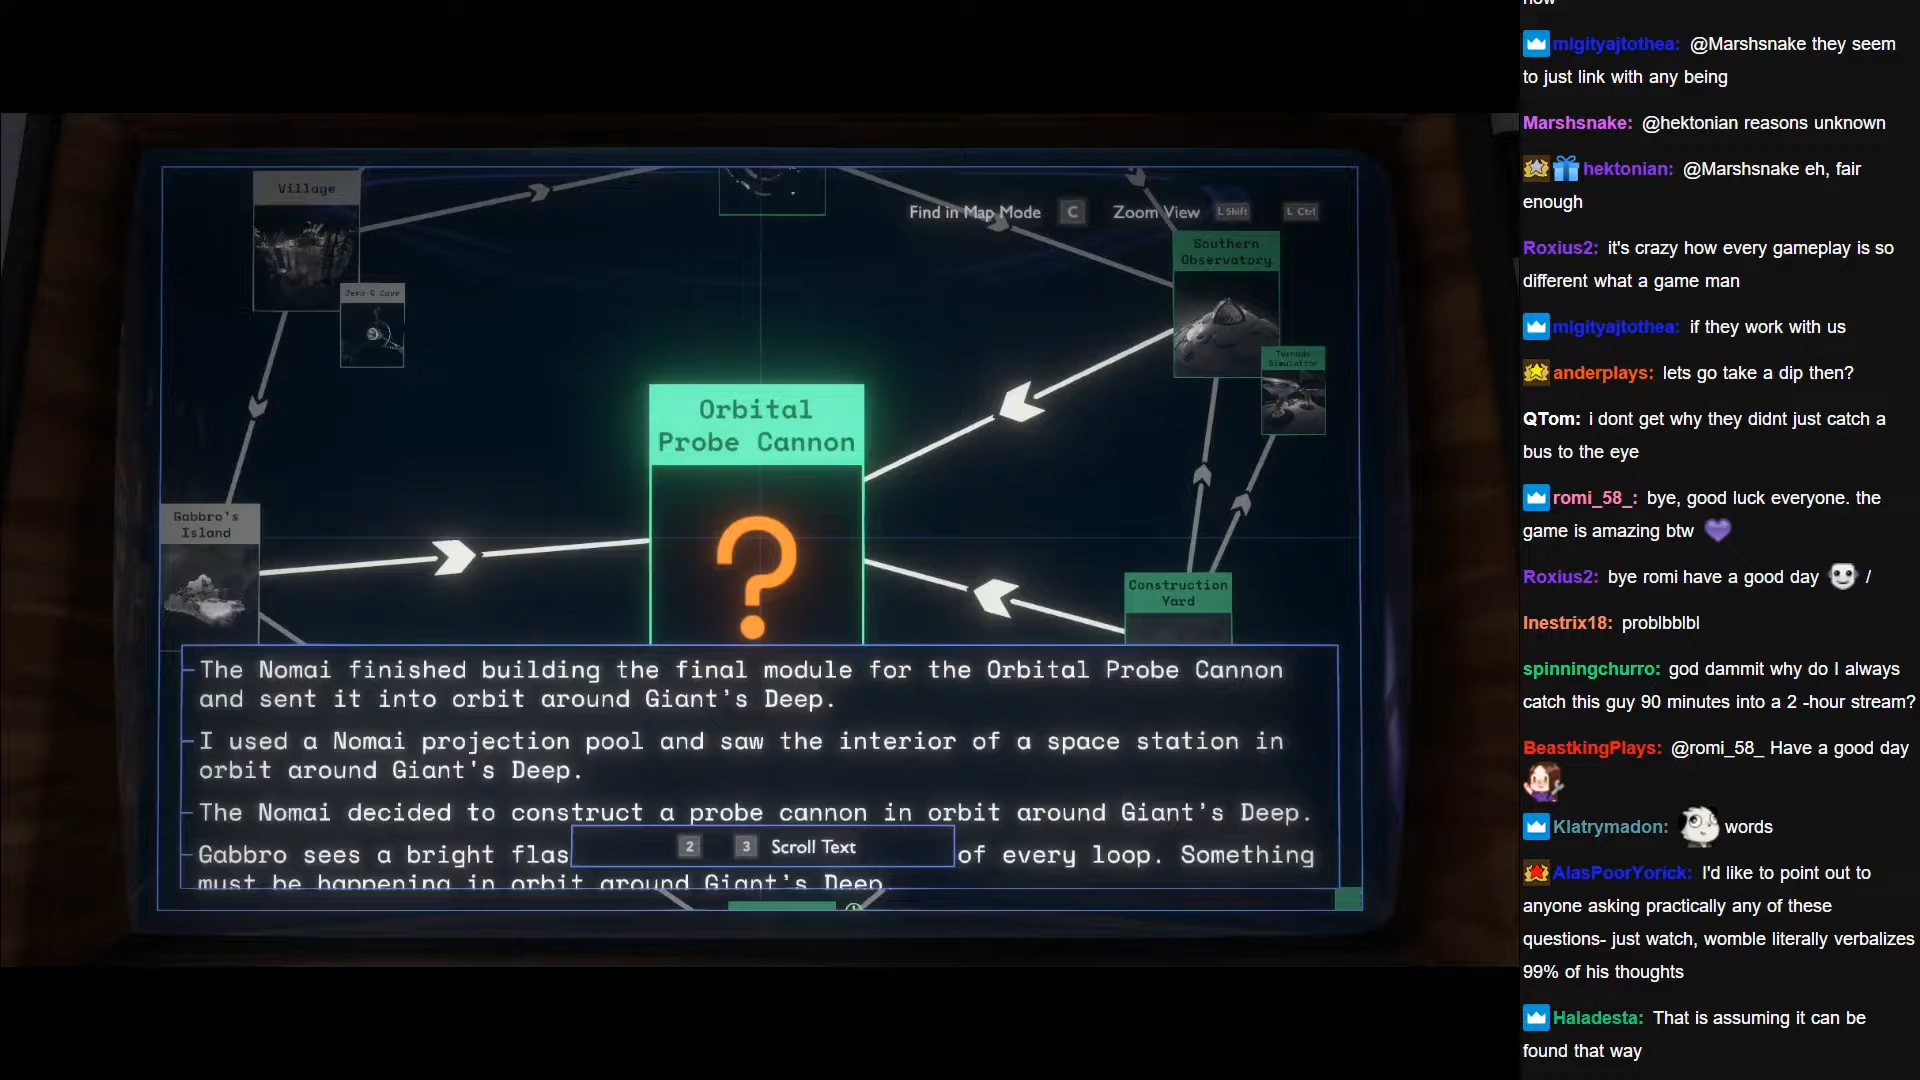 Village
Zero-G Cave
Find in Map Mode C Zoom View L Shift L Ctrl
Southern
Observatory
Tornado
Simulation
Orbital
Probe Cannon
?
Gabbro's
Island
Construction
Yard
The Nomai finished building the final module for the Orbital Probe Cannon
and sent it into orbit around Giant's Deep.
I used a Nomai projection pool and saw the interior of a space station in
orbit around Giant's Deep.
The Nomai decided to construct a probe cannon in orbit around Giant's Deep.
Gabbro sees a bright flas of every loop. Something
must be happening in orbit around Giant's Deep
2 3 Scroll Text
now
mlgityajtothea: @Marshsnake they seem
to just link with any being
Marshsnake: @hektonian reasons unknown
hektonian: @Marshsnake eh, fair
enough
Roxius2: it's crazy how every gameplay is so
different what a game man
mlgityajtothea: if they work with us
anderplays: lets go take a dip then?
QTom: i dont get why they didnt just catch a
bus to the eye
romi_58_: bye, good luck everyone. the
game is amazing btw
Roxius2: bye romi have a good day /
Inestrix18: problbblbl
spinningchurro: god dammit why do I always
catch this guy 90 minutes into a 2 -hour stream?
BeastkingPlays: @romi_58_ Have a good day
Klatrymadon: words
AlasPoorYorick: I'd like to point out to
anyone asking practically any of these
questions- just watch, womble literally verbalizes
99% of his thoughts
Haladesta: That is assuming it can be
found that way